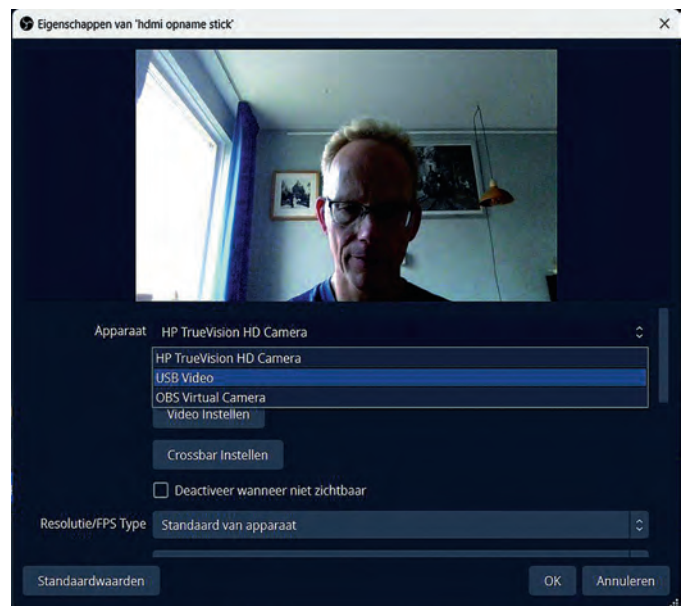 Eigenschappen van 'hdmi opname stick'
Apparaat HP TrueVision HD Camera
HP TrueVision HD Camera
USB Video
OBS Virtual Camera
Video Instellen
Crossbar Instellen
Deactiveer wanneer niet zichtbaar
Resolutie/FPS Type Standaard van apparaat
Standaardwaarden OK Annuleren